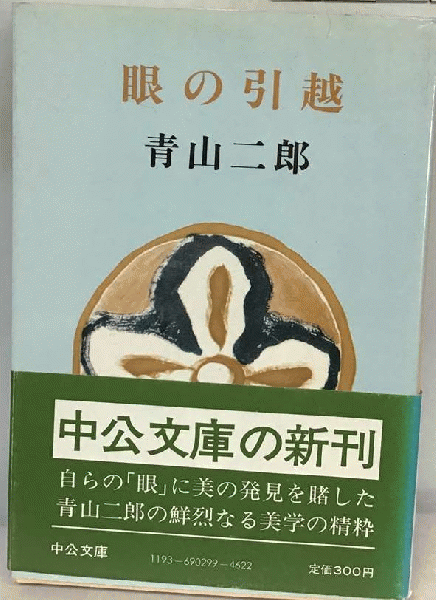 眼の引越
青山二郎
中公文庫の新刊
自らの「眼」に美の発見を賭した
青山二郎の鮮烈なる美学の精粋
中公文庫
1193-690299-4622
定価300円